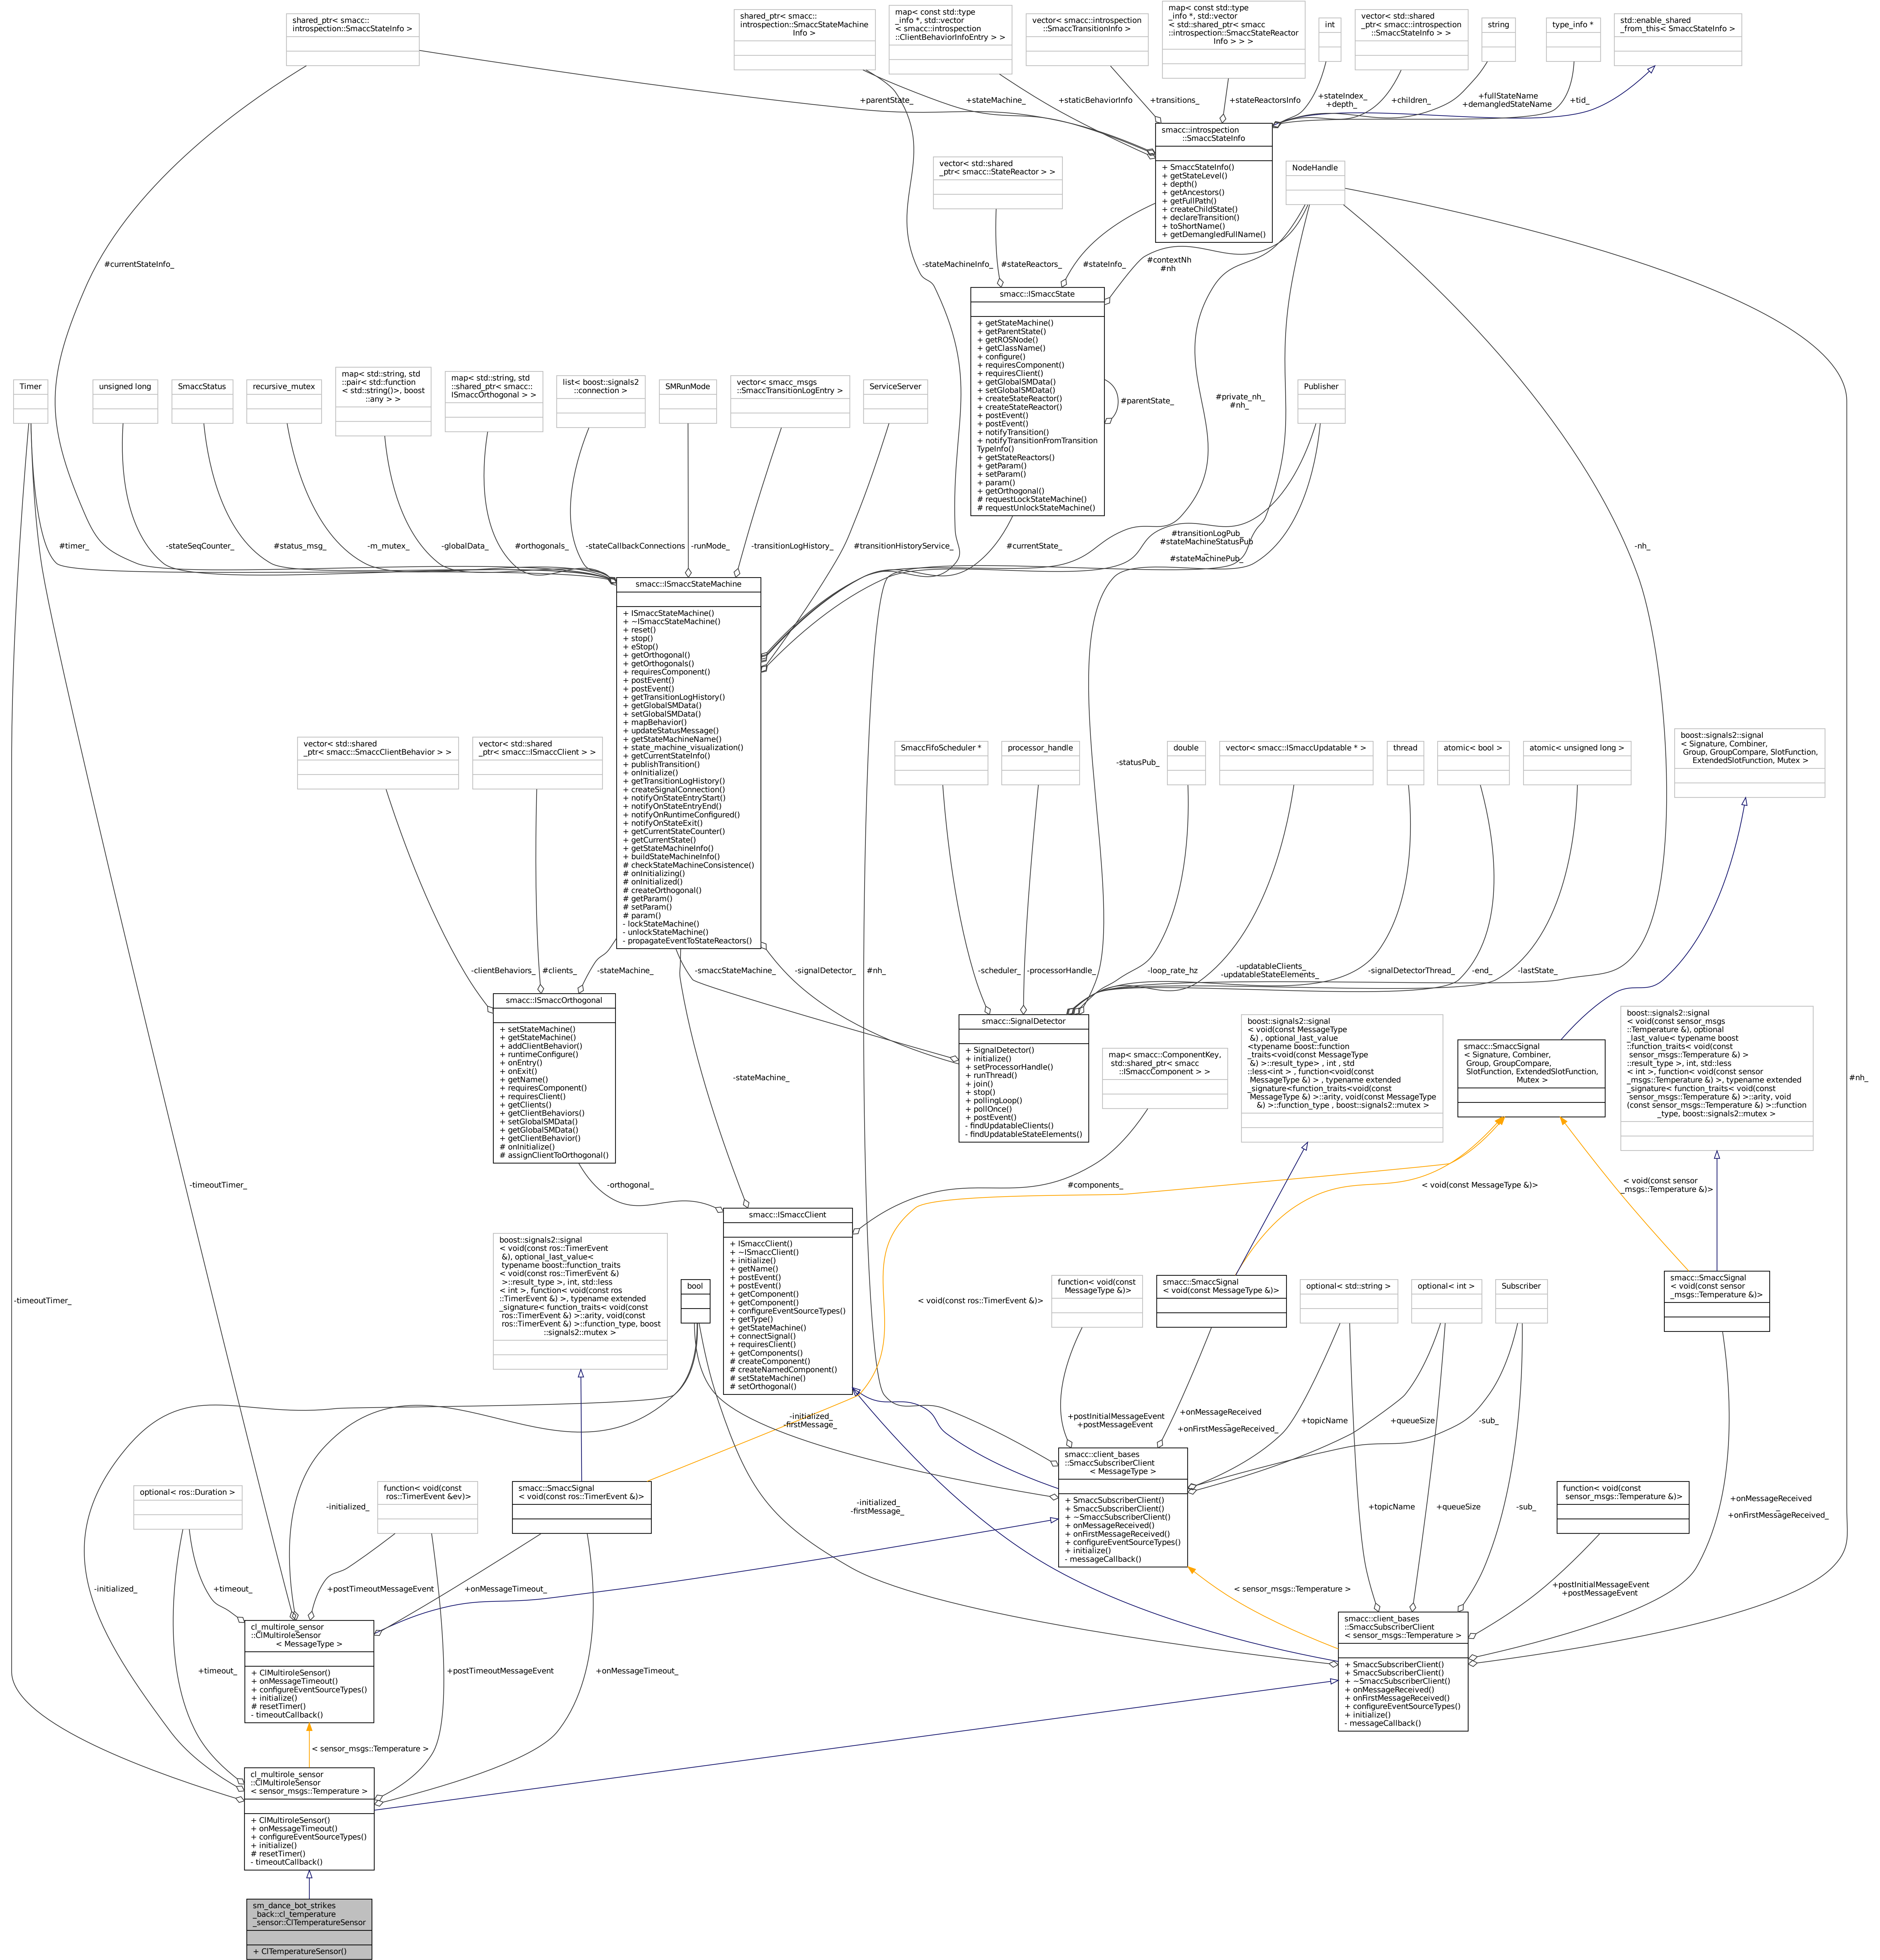 shared_ptr< smacc::
introspection::SmaccStateInfo >
shared_ptr< smacc::
introspection::SmaccStateMachine
Info >
map< const std::type
_info *, std::vector
< smacc::introspection
::ClientBehaviorInfoEntry > >
vector< smacc::introspection
::SmaccTransitionInfo >
map< const std::type
_info *, std::vector
< std::shared_ptr< smacc
::introspection::SmaccStateReactor
Info > > >
int
vector< std::shared
_ptr< smacc::introspection
::SmaccStateInfo > >
string
type_info *
std::enable_shared
_from_this< SmaccStateInfo >
+parentState_
+stateMachine_
+staticBehaviorInfo
+transitions_
+stateReactorsInfo
+stateIndex_
+depth_
+children_
+fullStateName
+demangledStateName
+tid_
smacc::introspection
::SmaccStateInfo
+ SmaccStateInfo()
+ getStateLevel()
+ depth()
+ getAncestors()
+ getFullPath()
+ createChildState()
+ declareTransition()
+ toShortName()
+ getDemangledFullName()
vector< std::shared
_ptr< smacc::StateReactor > >
NodeHandle
#currentStateInfo_
-stateMachineInfo_
#stateReactors_
#stateInfo_
#contextNh
#nh
smacc::ISmaccState
+ getStateMachine()
+ getParentState()
+ getROSNode()
+ getClassName()
+ configure()
+ requiresComponent()
+ requiresClient()
+ getGlobalSMData()
+ setGlobalSMData()
+ createStateReactor()
+ createStateReactor()
+ postEvent()
+ postEvent()
+ notifyTransition()
+ notifyTransitionFromTransition
TypeInfo()
+ getStateReactors()
+ getParam()
+ setParam()
+ param()
+ getOrthogonal()
# requestLockStateMachine()
# requestUnlockStateMachine()
#parentState_
#private_nh_
#nh_
Timer
unsigned long
SmaccStatus
recursive_mutex
map< std::string, std
::pair< std::function
< std::string()>, boost
::any > >
map< std::string, std
::shared_ptr< smacc::
ISmaccOrthogonal > >
list< boost::signals2
::connection >
SMRunMode
vector< smacc_msgs
::SmaccTransitionLogEntry >
ServiceServer
Publisher
#timer_
-stateSeqCounter_
#status_msg_
-m_mutex_
-globalData_
#orthogonals_
-stateCallbackConnections
-runMode_
-transitionLogHistory_
#transitionHistoryService_
#currentState_
#transitionLogPub_
#stateMachineStatusPub
_
#stateMachinePub_
-nh_
smacc::ISmaccStateMachine
+ ISmaccStateMachine()
+ ~ISmaccStateMachine()
+ reset()
+ stop()
+ eStop()
+ getOrthogonal()
+ getOrthogonals()
+ requiresComponent()
+ postEvent()
+ postEvent()
+ getTransitionLogHistory()
+ getGlobalSMData()
+ setGlobalSMData()
+ mapBehavior()
+ updateStatusMessage()
+ getStateMachineName()
+ state_machine_visualization()
+ getCurrentStateInfo()
+ publishTransition()
+ onInitialize()
+ getTransitionLogHistory()
+ createSignalConnection()
+ notifyOnStateEntryStart()
+ notifyOnStateEntryEnd()
+ notifyOnRuntimeConfigured()
+ notifyOnStateExit()
+ getCurrentStateCounter()
+ getCurrentState()
+ getStateMachineInfo()
+ buildStateMachineInfo()
# checkStateMachineConsistence()
# onInitializing()
# onInitialized()
# createOrthogonal()
# getParam()
# setParam()
# param()
- lockStateMachine()
- unlockStateMachine()
- propagateEventToStateReactors()
vector< std::shared
_ptr< smacc::SmaccClientBehavior > >
vector< std::shared
_ptr< smacc::ISmaccClient > >
SmaccFifoScheduler *
processor_handle
-statusPub_
double
vector< smacc::ISmaccUpdatable * >
thread
atomic< bool >
atomic< unsigned long >
boost::signals2::signal
< Signature, Combiner,
Group, GroupCompare, SlotFunction,
ExtendedSlotFunction, Mutex >
-clientBehaviors_
#clients_
-stateMachine_
-smaccStateMachine_
-signalDetector_
#nh_
-scheduler_
-processorHandle_
-loop_rate_hz
-updatableClients_
-updatableStateElements_
-signalDetectorThread_
-end_
-lastState_
smacc::ISmaccOrthogonal
+ setStateMachine()
+ getStateMachine()
+ addClientBehavior()
+ runtimeConfigure()
+ onEntry()
+ onExit()
+ getName()
+ requiresComponent()
+ requiresClient()
+ getClients()
+ getClientBehaviors()
+ setGlobalSMData()
+ getGlobalSMData()
+ getClientBehavior()
# onInitialize()
# assignClientToOrthogonal()
smacc::SignalDetector
+ SignalDetector()
+ initialize()
+ setProcessorHandle()
+ runThread()
+ join()
+ stop()
+ pollingLoop()
+ pollOnce()
+ postEvent()
- findUpdatableClients()
- findUpdatableStateElements()
map< smacc::ComponentKey,
std::shared_ptr< smacc
::ISmaccComponent > >
boost::signals2::signal
< void(const MessageType
&) , optional_last_value
<typename boost::function
_traits<void(const MessageType
&) >::result_type> , int , std
::less<int > , function<void(const
MessageType &) > , typename extended
_signature<function_traits<void(const
MessageType &) >::arity, void(const MessageType
&) >::function_type , boost::signals2::mutex >
smacc::SmaccSignal
< Signature, Combiner,
Group, GroupCompare,
SlotFunction, ExtendedSlotFunction,
Mutex >
boost::signals2::signal
< void(const sensor_msgs
::Temperature &), optional
_last_value< typename boost
::function_traits< void(const
sensor_msgs::Temperature &) >
::result_type >, int, std::less
< int >, function< void(const sensor
_msgs::Temperature &) >, typename extended
_signature< function_traits< void(const
sensor_msgs::Temperature &) >::arity, void
(const sensor_msgs::Temperature &) >::function
_type, boost::signals2::mutex >
-stateMachine_
#nh_
-timeoutTimer_
-orthogonal_
#components_
< void(const MessageType &)>
< void(const sensor
_msgs::Temperature &)>
smacc::ISmaccClient
+ ISmaccClient()
+ ~ISmaccClient()
+ initialize()
+ getName()
+ postEvent()
+ postEvent()
+ getComponent()
+ getComponent()
+ configureEventSourceTypes()
+ getType()
+ getStateMachine()
+ connectSignal()
+ requiresClient()
+ getComponents()
# createComponent()
# createNamedComponent()
# setStateMachine()
# setOrthogonal()
boost::signals2::signal
< void(const ros::TimerEvent
&), optional_last_value<
typename boost::function_traits
< void(const ros::TimerEvent &)
>::result_type >, int, std::less
< int >, function< void(const ros
::TimerEvent &) >, typename extended
_signature< function_traits< void(const
ros::TimerEvent &) >::arity, void(const
ros::TimerEvent &) >::function_type, boost
::signals2::mutex >
bool
-timeoutTimer_
< void(const ros::TimerEvent &)>
function< void(const
MessageType &)>
smacc::SmaccSignal
< void(const MessageType &)>
optional< std::string >
optional< int >
Subscriber
smacc::SmaccSignal
< void(const sensor
_msgs::Temperature &)>
-initialized_
-firstMessage_
+postInitialMessageEvent
+postMessageEvent
+onMessageReceived
_
+onFirstMessageReceived_
+topicName
+queueSize
-sub_
smacc::client_bases
::SmaccSubscriberClient
< MessageType >
+ SmaccSubscriberClient()
+ SmaccSubscriberClient()
+ ~SmaccSubscriberClient()
+ onMessageReceived()
+ onFirstMessageReceived()
+ configureEventSourceTypes()
+ initialize()
- messageCallback()
optional< ros::Duration >
-initialized_
function< void(const
ros::TimerEvent &ev)>
smacc::SmaccSignal
< void(const ros::TimerEvent &)>
-initialized_
-firstMessage_
+topicName
+queueSize
-sub_
function< void(const
sensor_msgs::Temperature &)>
+onMessageReceived
_
+onFirstMessageReceived_
-initialized_
+timeout_
+postTimeoutMessageEvent
+onMessageTimeout_
< sensor_msgs::Temperature >
+postInitialMessageEvent
+postMessageEvent
cl_multirole_sensor
::ClMultiroleSensor
< MessageType >
+ ClMultiroleSensor()
+ onMessageTimeout()
+ configureEventSourceTypes()
+ initialize()
# resetTimer()
- timeoutCallback()
+timeout_
+postTimeoutMessageEvent
+onMessageTimeout_
smacc::client_bases
::SmaccSubscriberClient
< sensor_msgs::Temperature >
+ SmaccSubscriberClient()
+ SmaccSubscriberClient()
+ ~SmaccSubscriberClient()
+ onMessageReceived()
+ onFirstMessageReceived()
+ configureEventSourceTypes()
+ initialize()
- messageCallback()
< sensor_msgs::Temperature >
cl_multirole_sensor
::ClMultiroleSensor
< sensor_msgs::Temperature >
+ ClMultiroleSensor()
+ onMessageTimeout()
+ configureEventSourceTypes()
+ initialize()
# resetTimer()
- timeoutCallback()
sm_dance_bot_strikes
_back::cl_temperature
_sensor::ClTemperatureSensor
+ ClTemperatureSensor()